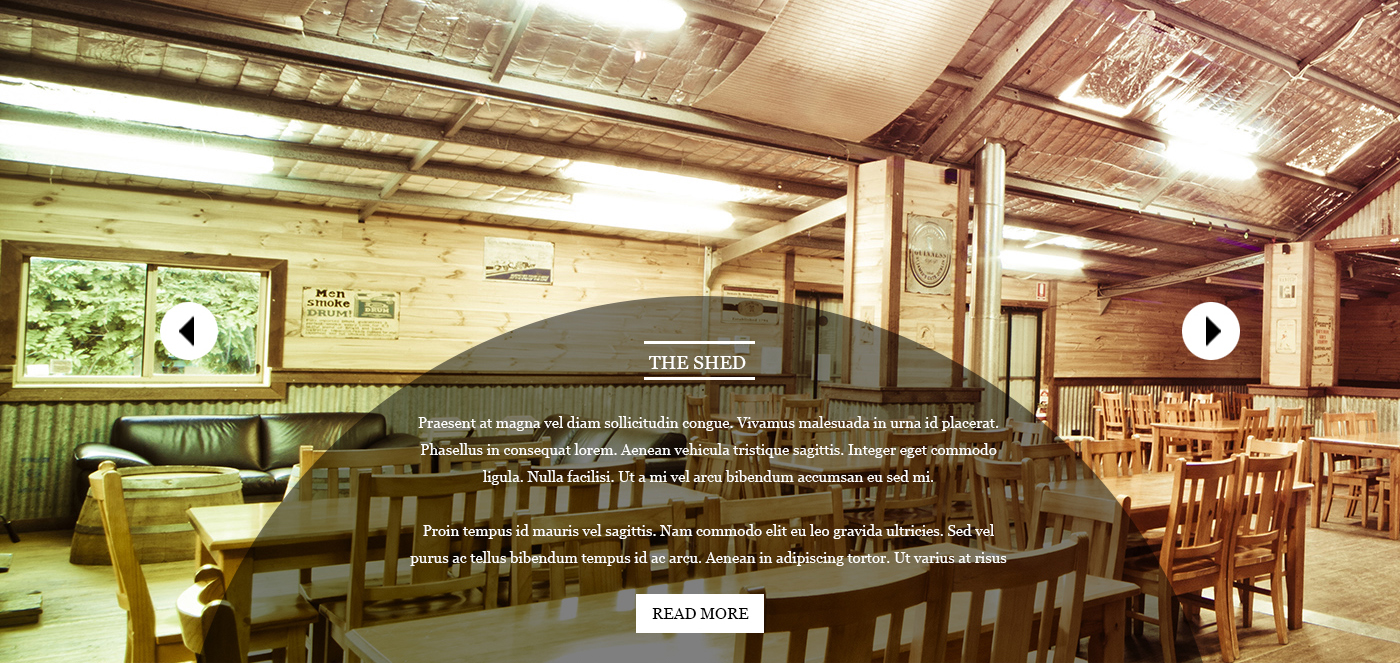 Men
smoke
DRUM!
DRUM
GUINNESS
THE SHED
Praesent at magna vel diam sollicitudin congue. Vivamus malesuada in urna id placerat.
Phasellus in consequat lorem. Aenean vehicula tristique sagittis. Integer eget commodo
ligula. Nulla facilisi. Ut a mi vel arcu bibendum accumsan eu sed mi.
Proin tempus id mauris vel sagittis. Nam commodo elit eu leo gravida ultricies. Sed vel
purus ac tellus bibendum tempus id ac arcu. Aenean in adipiscing tortor. Ut varius at risus
READ MORE